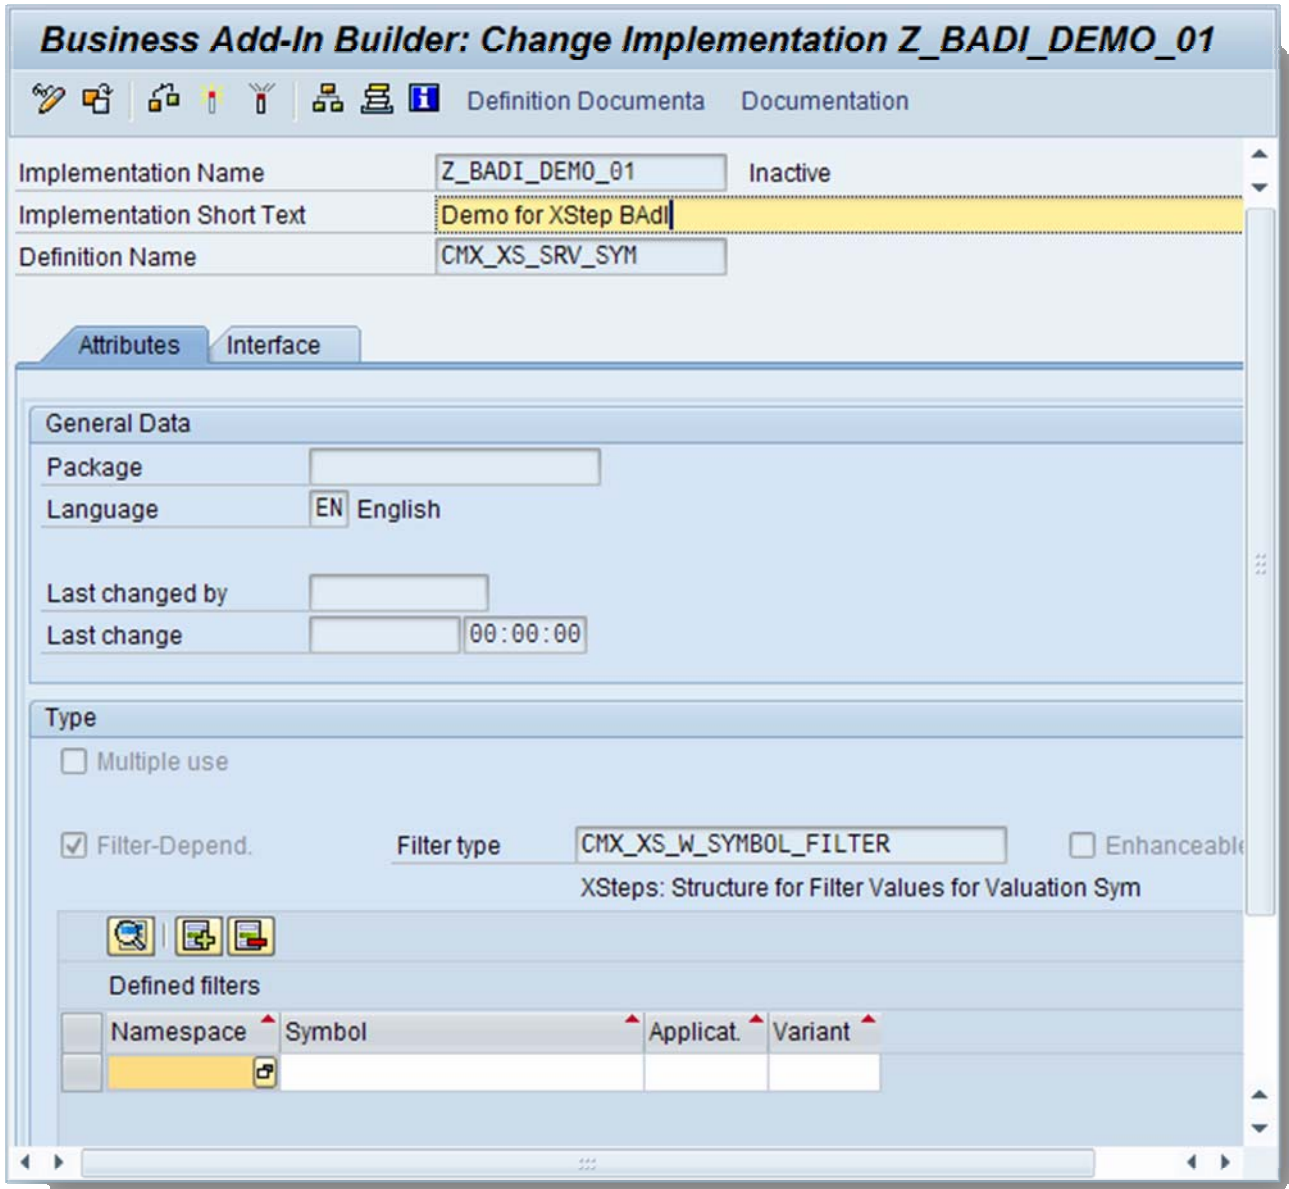 Business Add-In Builder: Change Implementation Z_BADI_DEMO_01
Definition Documenta Documentation
Implementation Name Z_BADI_DEMO_01 Inactive
Implementation Short Text Demo for XStep BAdI
Definition Name CMX_XS_SRV_SYM
Attributes Interface
General Data
Package
Language EN English
Last changed by
Last change 00:00:00
Type
Multiple use
Filter-Depend. Filter type CMX_XS_W_SYMBOL_FILTER Enhanceable
XSteps: Structure for Filter Values for Valuation Sym
Defined filters
Namespace Symbol Applicat. Variant